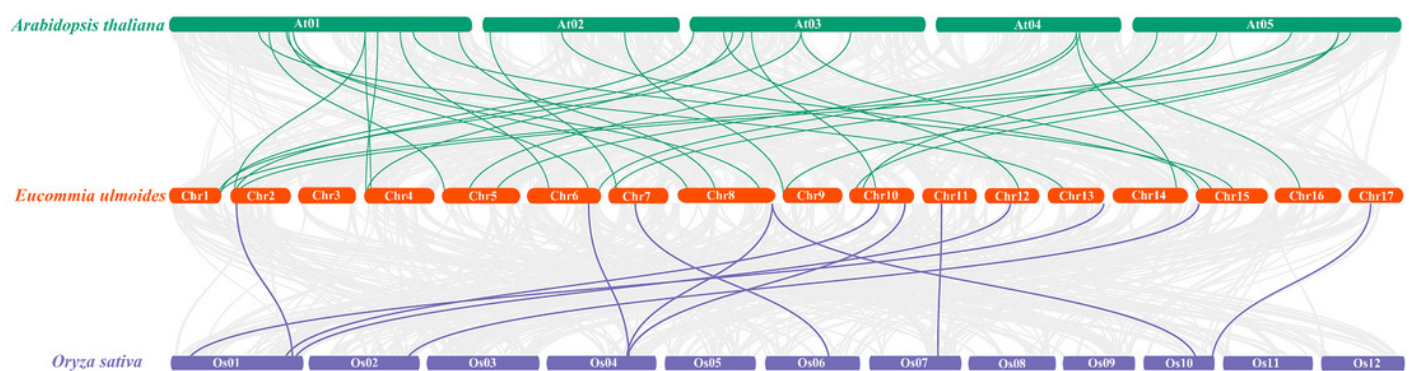 Arabidopsis thaliana At01 At02 At03 At04 At05
Eucommia ulmoides Chr1 Chr2 Chr3 Chr4 Chr5 Chr6 Chr7 Chr8 Chr9 Chr10 Chr11 Chr12 Chr13 Chr14 Chr15 Chr16 Chr17
Oryza sativa Os01 Os02 Os03 Os04 Os05 Os06 Os07 Os08 Os09 Os10 Os11 Os12